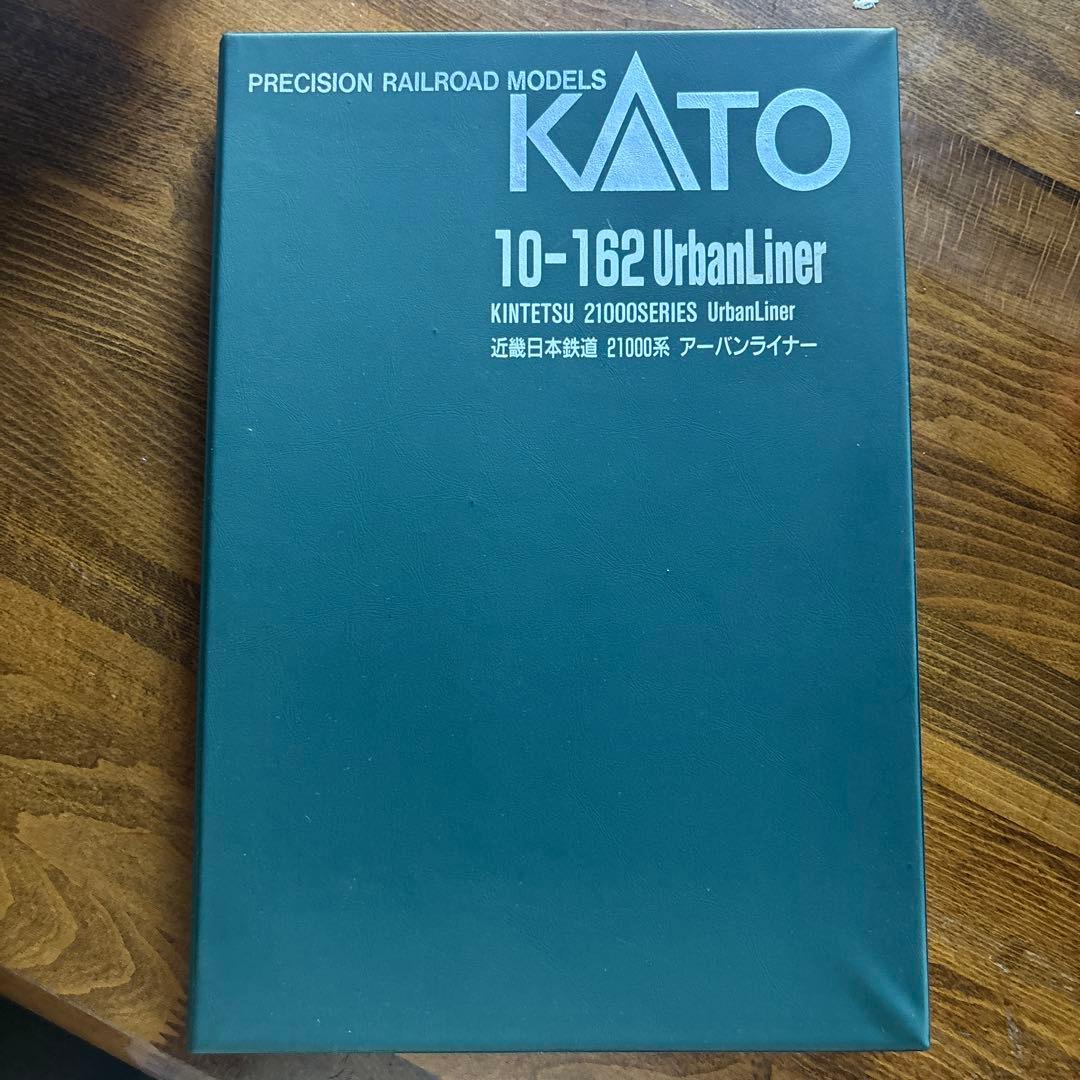 PRECISION RAILROAD MODELS
KATO
10-162 UrbanLiner
KINTETSU 21000SERIES UrbanLiner
近畿日本鉄道 21000系 アーバンライナー